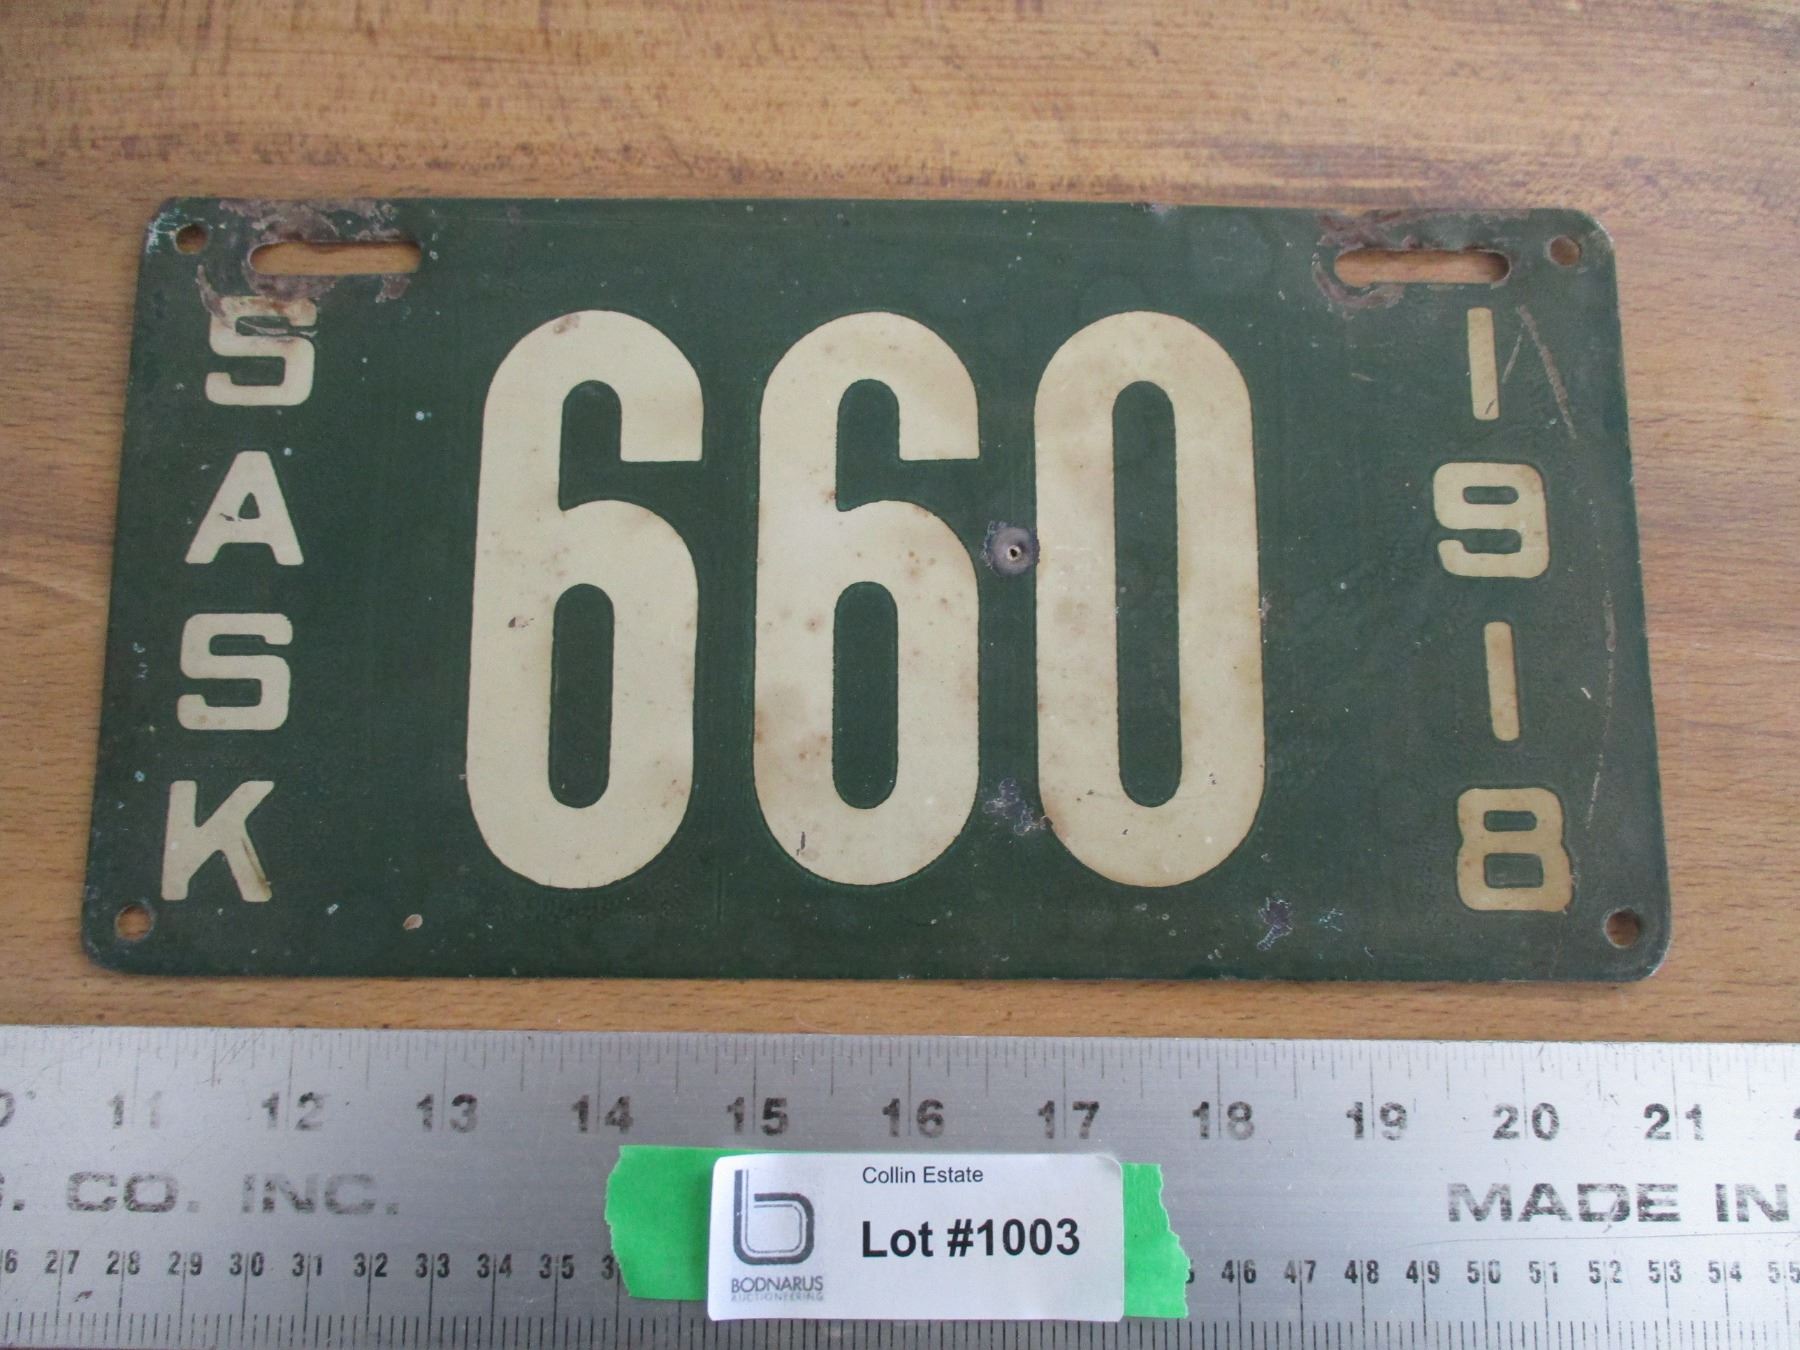 SASK
660
1918
11 12 13 14 15 16 17 18 19 20 21
CO. INC.
MADE IN
27 28 29 30 31 32 33 34 35
46 47 48 49 50 51 52 53 54 55
Collin Estate
Lot #1003
BODNARUS
AUCTIONEERING